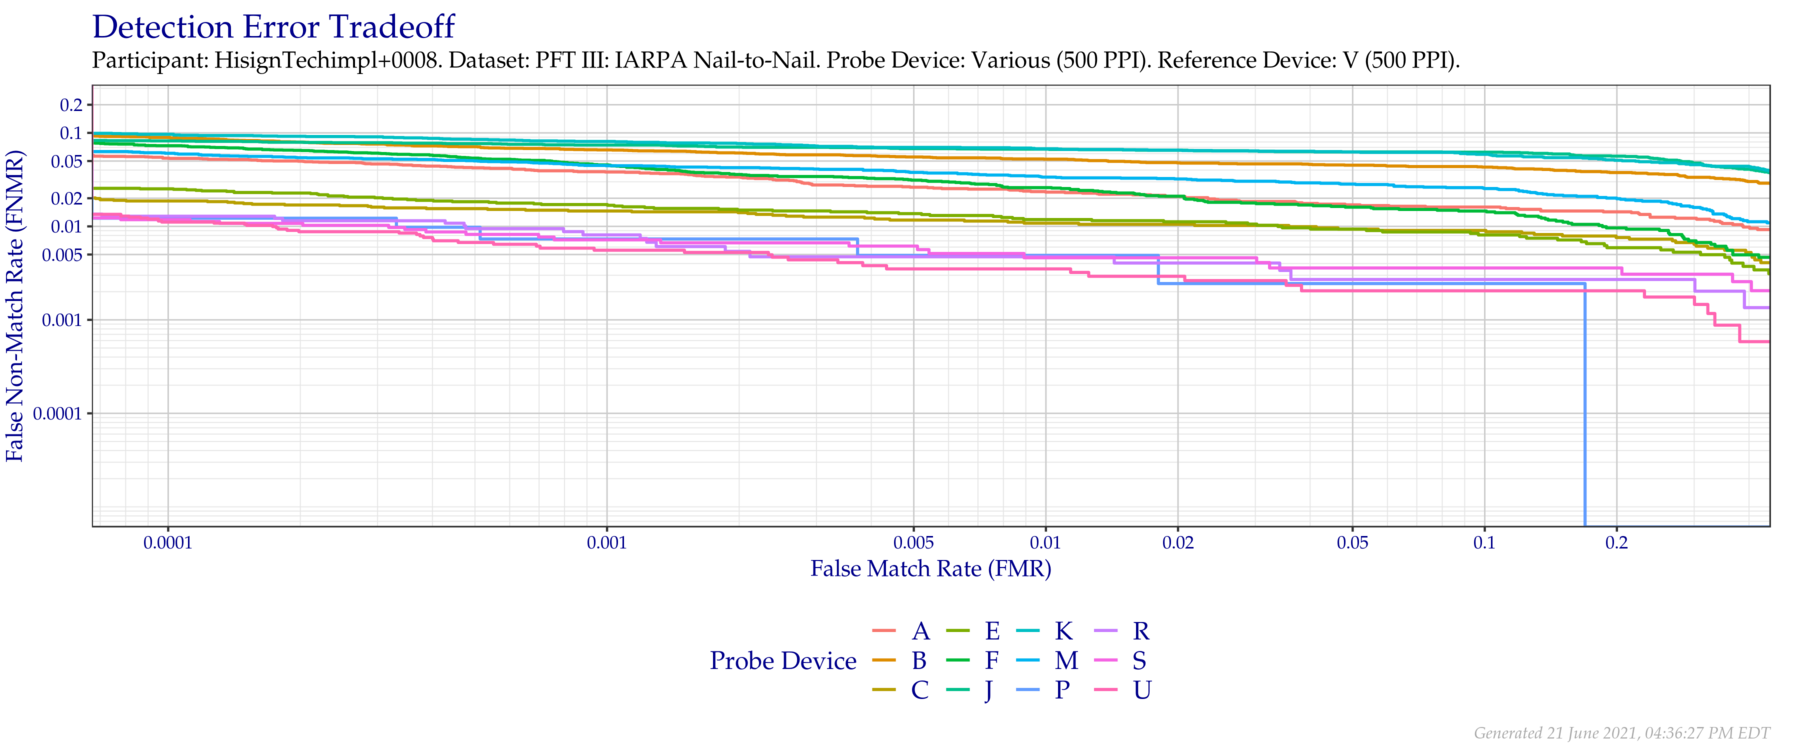 Detection Error Tradeoff
Participant: HisignTechimpl+0008. Dataset: PFT III: IARPA Nail-to-Nail. Probe Device: Various (500 PPI). Reference Device: V (500 PPI).
False Non-Match Rate (FNMR)
0.2
0.1
0.05
0.02
0.01
0.005
0.001
0.0001
0.0001 0.001 0.005 0.01 0.02 0.05 0.1 0.2
False Match Rate (FMR)
A E K R
Probe Device B F M S
C J P U
Generated 21 June 2021, 04:36:27 PM EDT